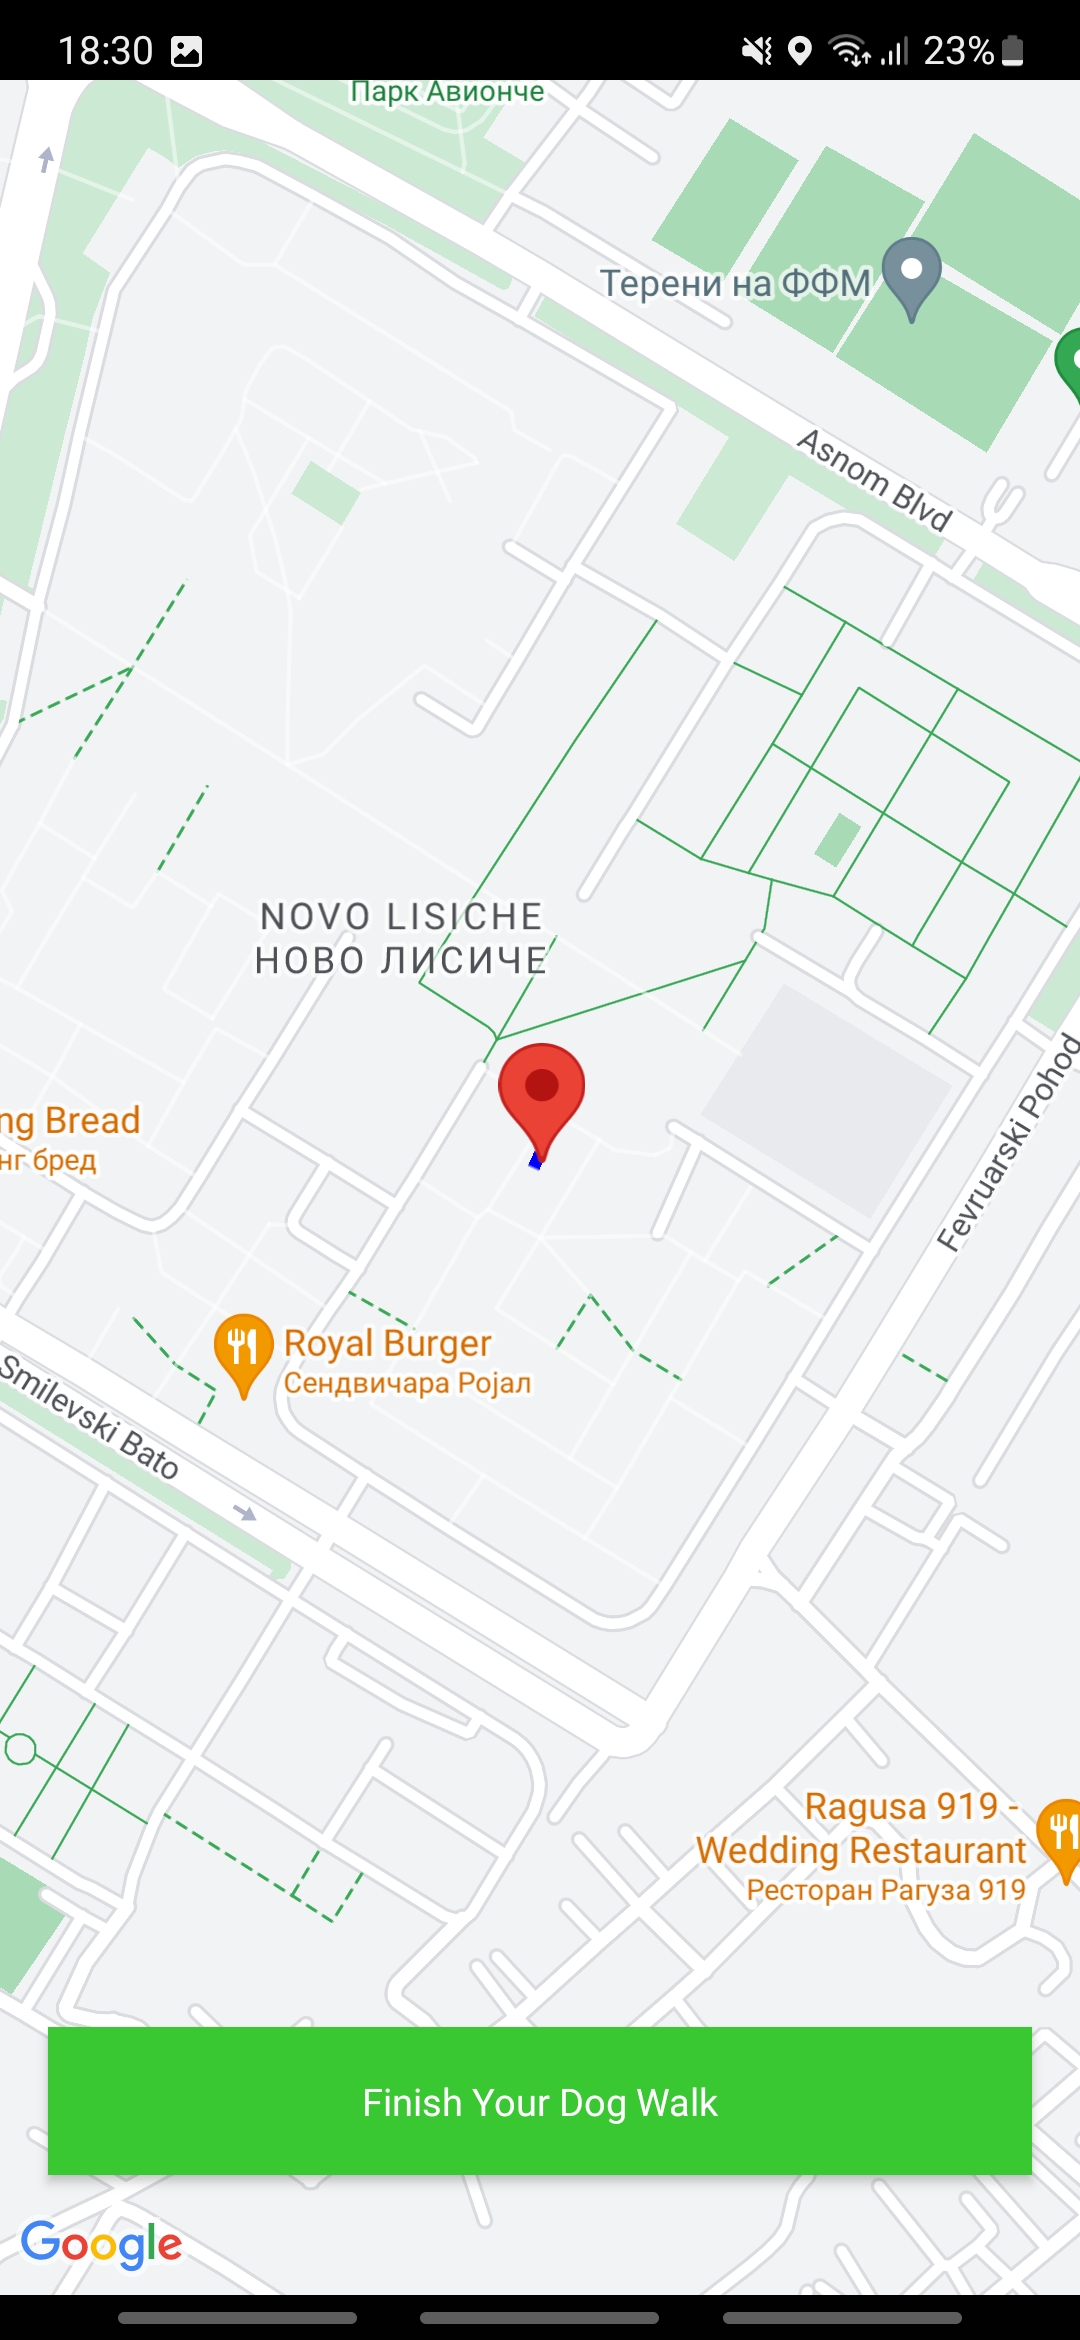 18:30
23%
Парк Авионче
Терени на ФФМ
Asnom Blvd
NOVO LISICHE
НОВО ЛИСИЧЕ
ng Bread
нг бред
Fevruarski Pohod
Royal Burger
Сендвичара Ројал
Smilevski Bato
Ragusa 919 -
Wedding Restaurant
Ресторан Рагуза 919
Finish Your Dog Walk
Google